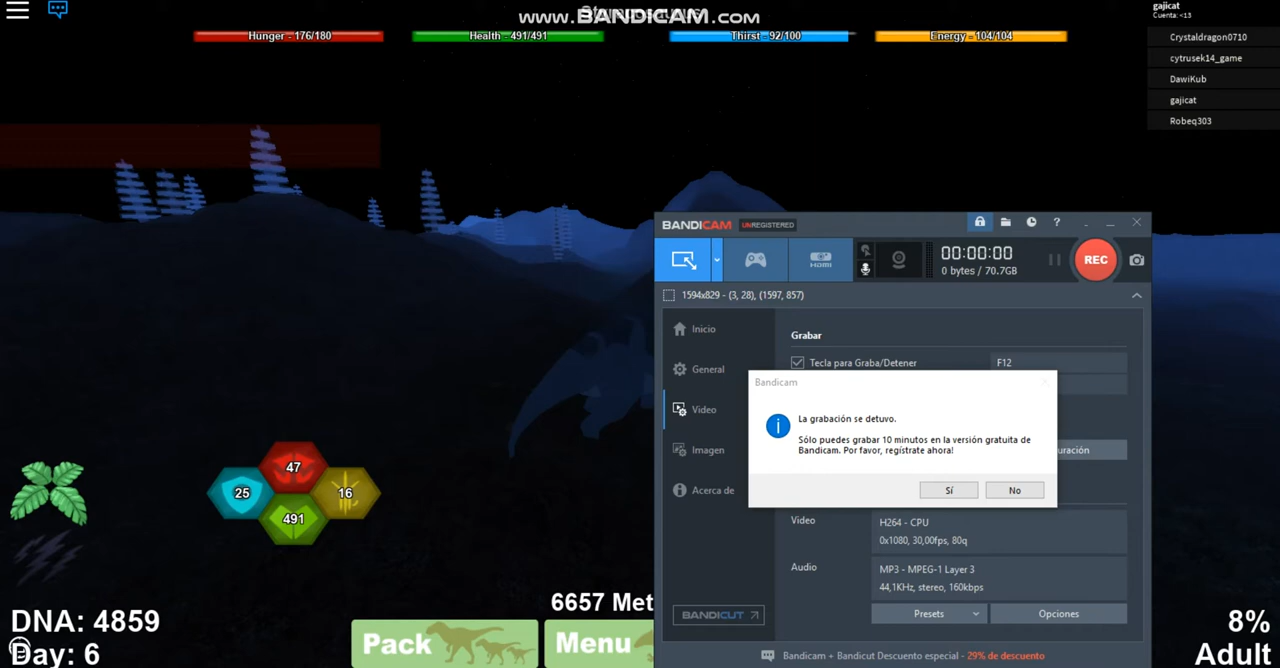 www.BANDICAM.com
Hunger - 176/180
Health - 491/491
Thirst - 92/100
Energy - 104/104
gajicat
Cuenta: <13
Crystaldragon0710
cytrusek14_game
DawiKub
gajicat
Robeq303
BANDICAM
UNREGISTERED
?
HDMI
00:00:00
0 bytes / 70.7GB
REC
1594x829 - (3, 28), (1597, 857)
Inicio
General
Video
Imagen
Acerca de
Grabar
Tecla para Graba/Detener
F12
Bandicam
La grabación se detuvo.
Sólo puedes grabar 10 minutos en la versión gratuita de
Bandicam. Por favor, regístrate ahora!
Sí
No
uración
Video
H264 - CPU
0x1080, 30,00fps, 80q
Audio
MP3 - MPEG-1 Layer 3
44,1KHz, stereo, 160kbps
Presets
Opciones
BANDICUT
Bandicam + Bandicut Descuento especial - 29% de descuento
47
25
16
491
6657 Met
DNA: 4859
Day: 6
Pack
Menu
8%
Adult